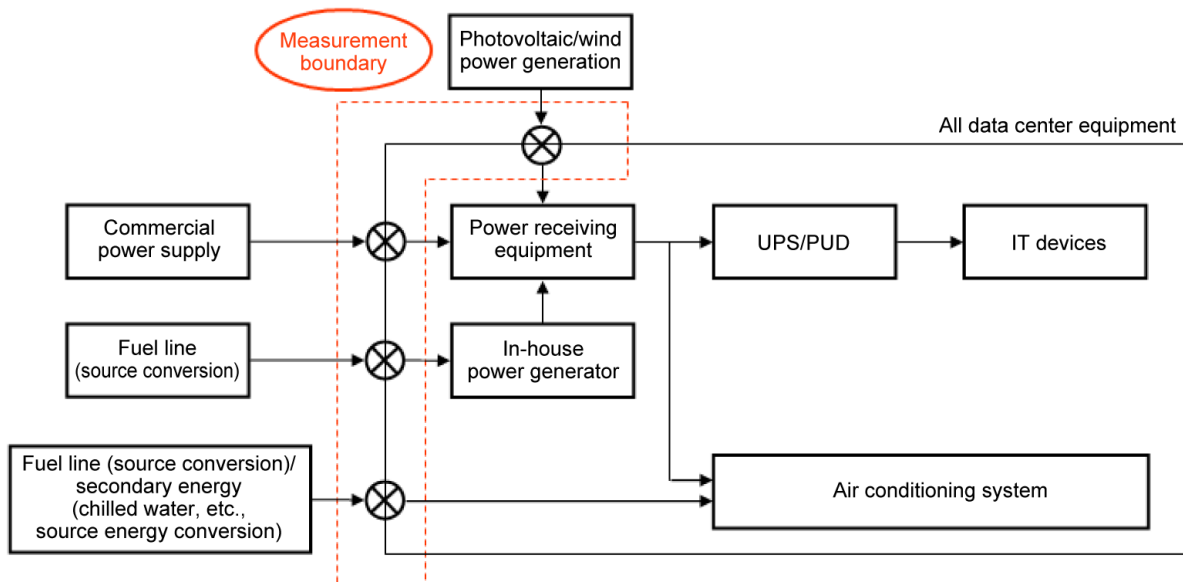 Measurement
boundary
Photovoltaic/wind
power generation
All data center equipment
Commercial
power supply
Power receiving
equipment
UPS/PUD
IT devices
Fuel line
(source conversion)
In-house
power generator
Fuel line (source conversion)/
secondary energy
(chilled water, etc.,
source energy conversion)
Air conditioning system